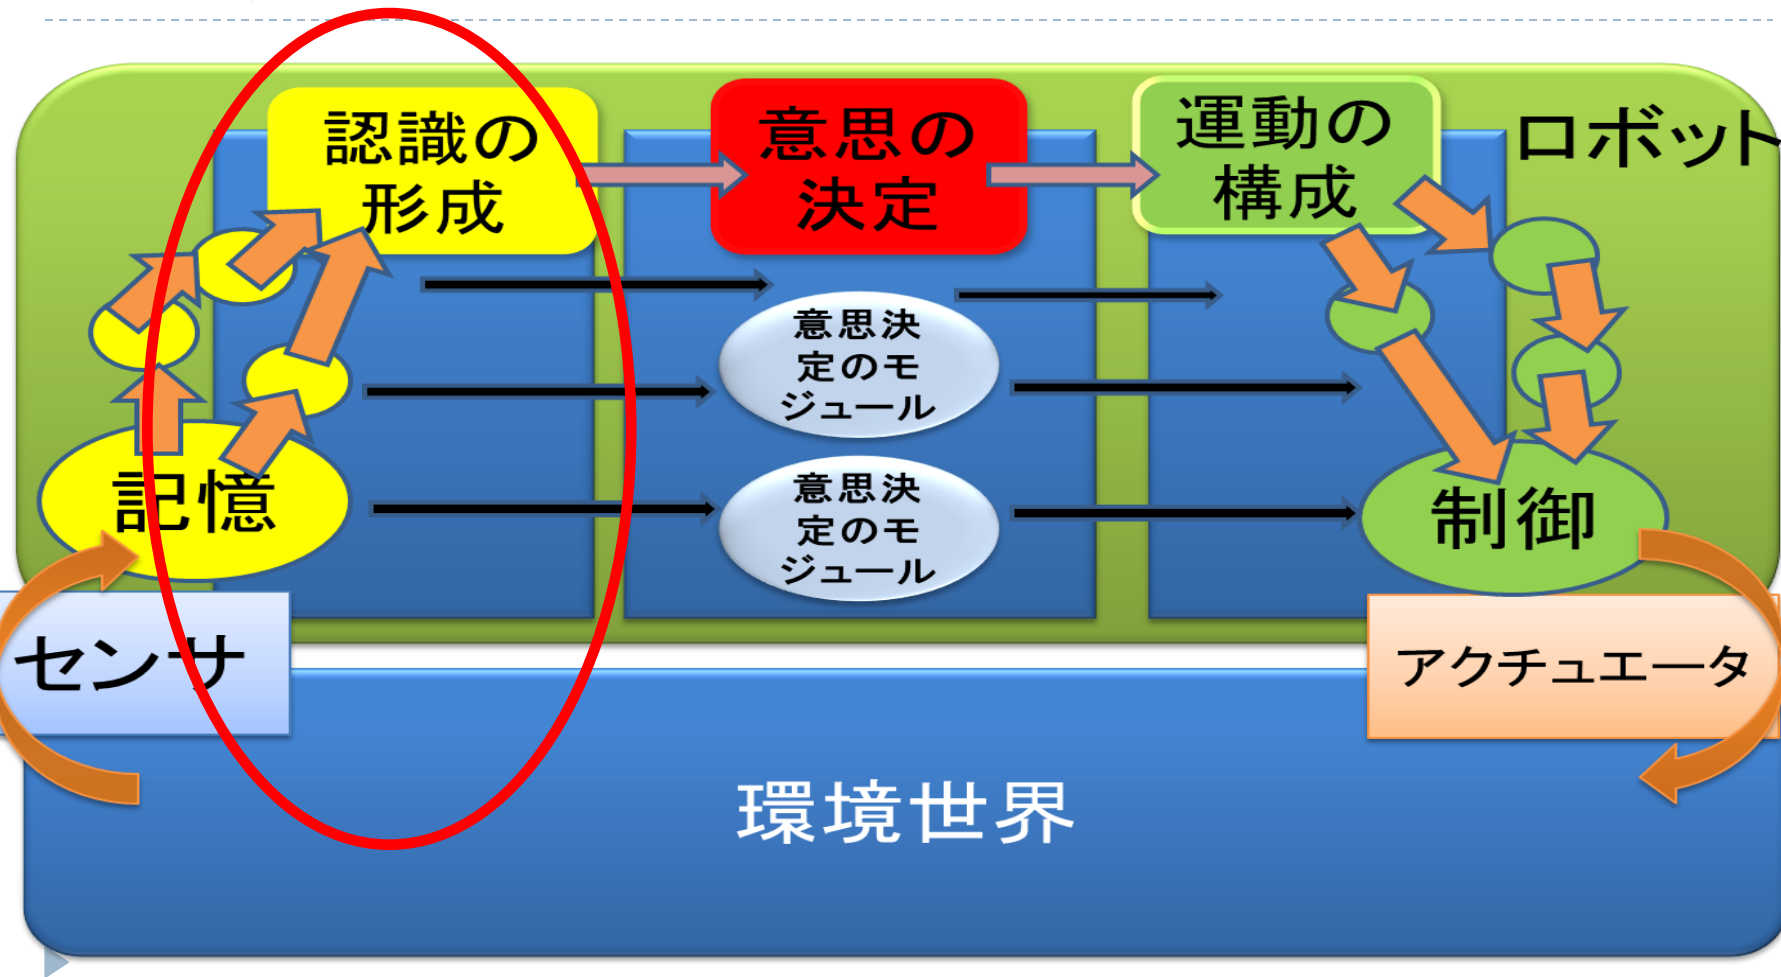 認識の
形成
意思の
決定
運動の
構成
ロボット
意思決
定のモ
ジュール
意思決
定のモ
ジュール
記憶
制御
センサ
アクチュエータ
環境世界